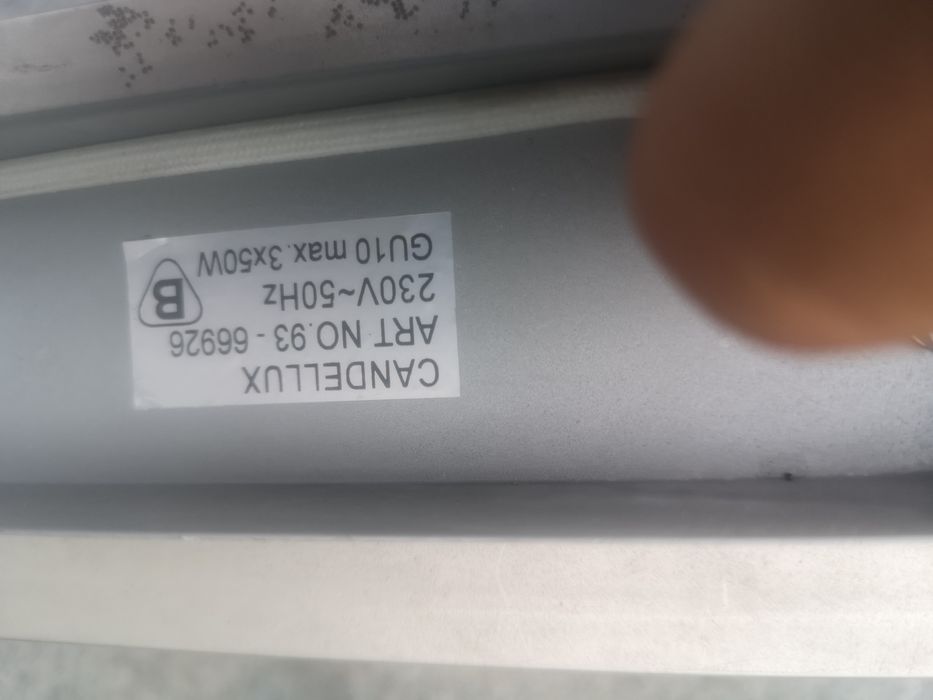 CANDELLUX
ART NO.93 - 66926
230V~50Hz
GU10 max.3x50W
B